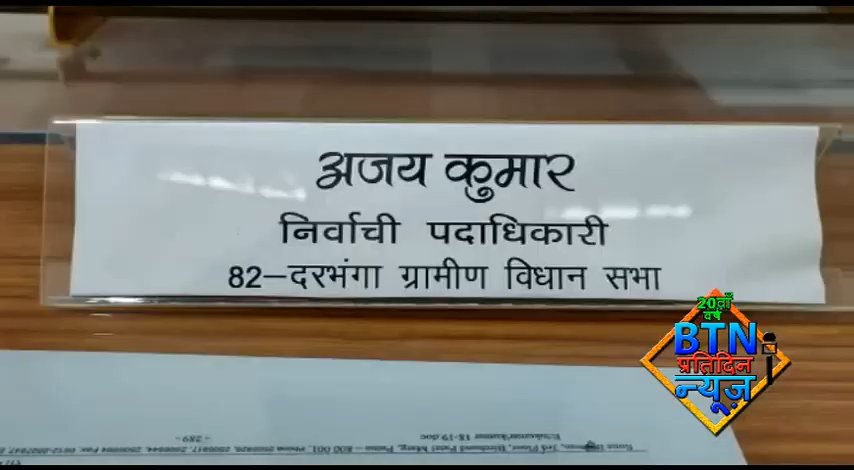 अजय कुमार
निर्वाची पदाधिकारी
82-दरभंगा ग्रामीण विधान सभा
20वाँ
वर्ष
BTN
प्रतिदिन
न्यूज़